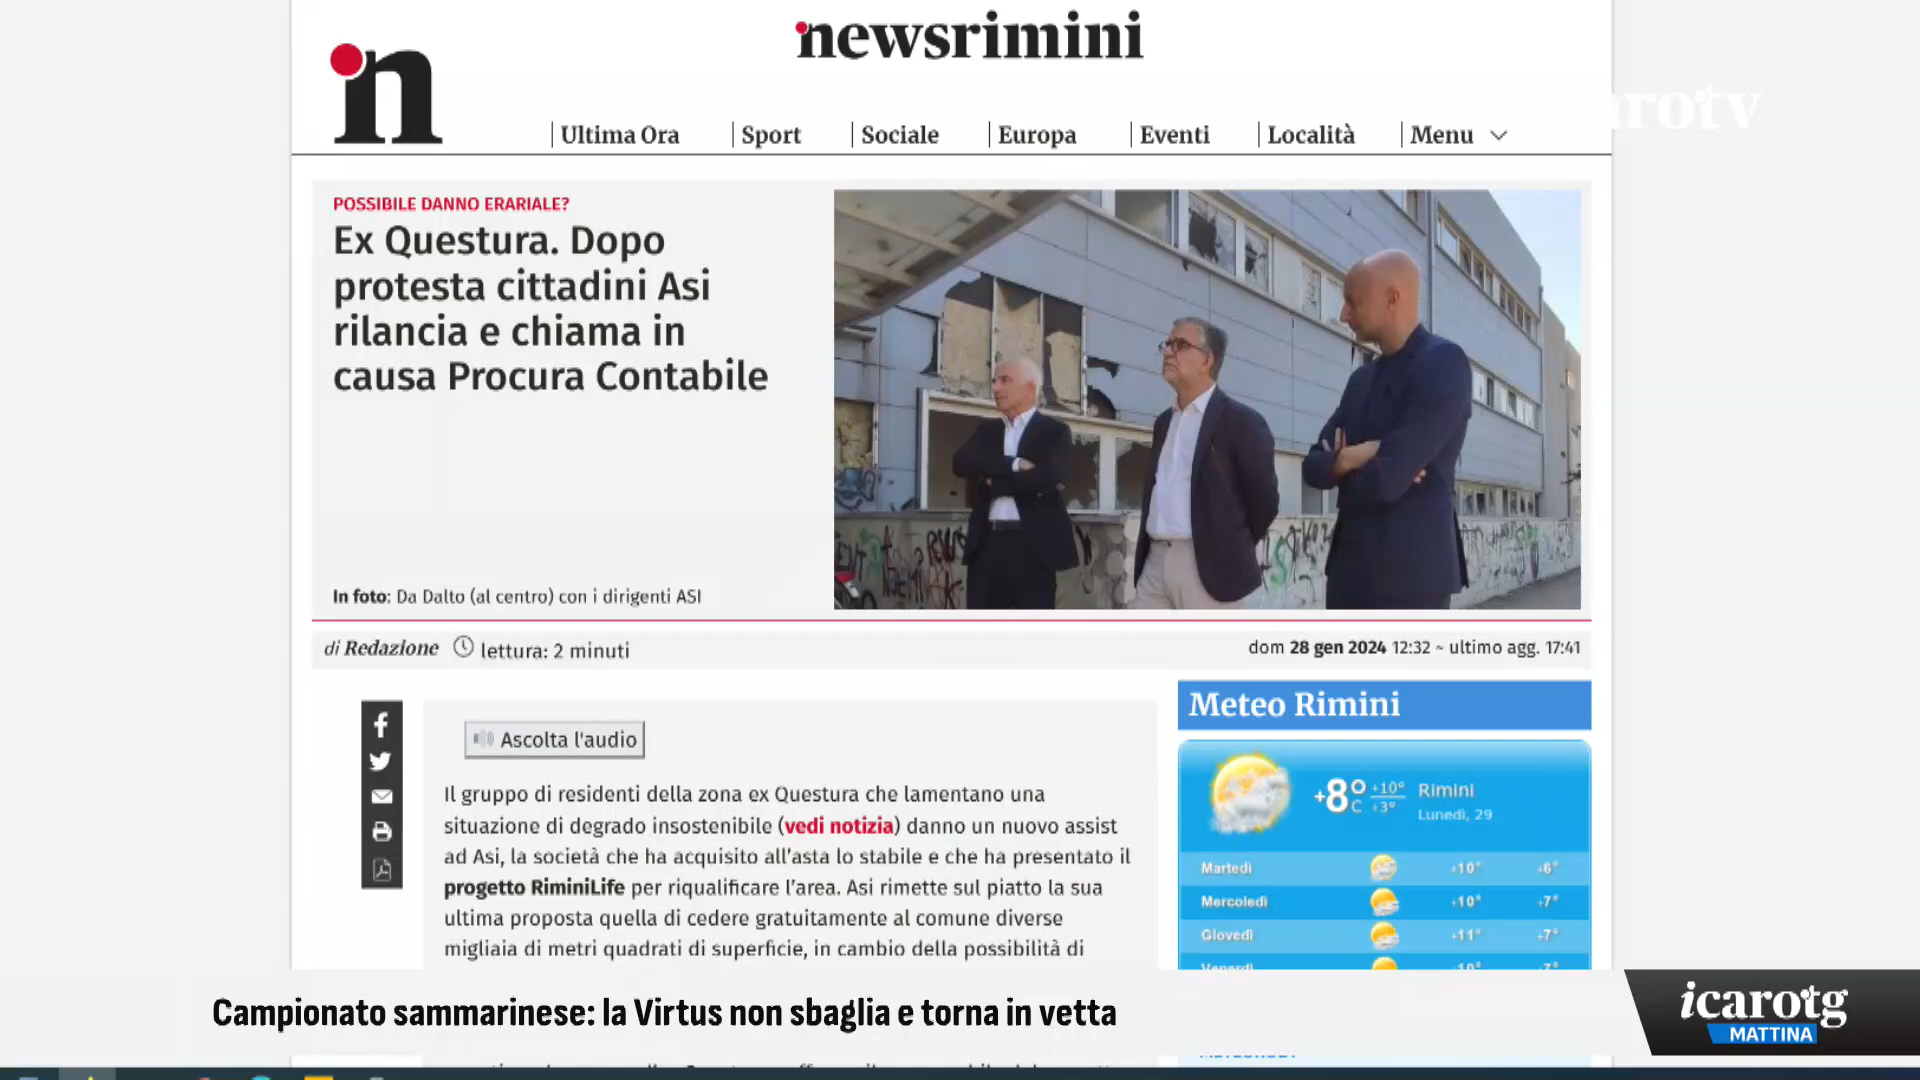 newsrimini
in
arotv
Ultima Ora
Sport
Sociale
Europa
Eventi
Località
Menu
POSSIBILE DANNO ERARIALE?
Ex Questura. Dopo
protesta cittadini Asi
rilancia e chiama in
causa Procura Contabile
In foto: Da Dalto (al centro) con i dirigenti ASI
di Redazione lettura: 2 minuti
dom 28 gen 2024 12:32 ~ ultimo agg. 17:41
Ascolta l'audio
Il gruppo di residenti della zona ex Questura che lamentano una
situazione di degrado insostenibile (vedi notizia) danno un nuovo assist
ad Asi, la società che ha acquisito all'asta lo stabile e che ha presentato il
progetto RiminiLife per riqualificare l'area. Asi rimette sul piatto la sua
ultima proposta quella di cedere gratuitamente al comune diverse
migliaia di metri quadrati di superficie, in cambio della possibilità di
Meteo Rimini
+8°C +10° +3° Rimini
Lunedì, 29
Martedì +10° +6°
Mercoledì +10° +7°
Giovedì +11° +7°
Venerdì +10° +7°
Campionato sammarinese: la Virtus non sbaglia e torna in vetta
icarotg
MATTINA